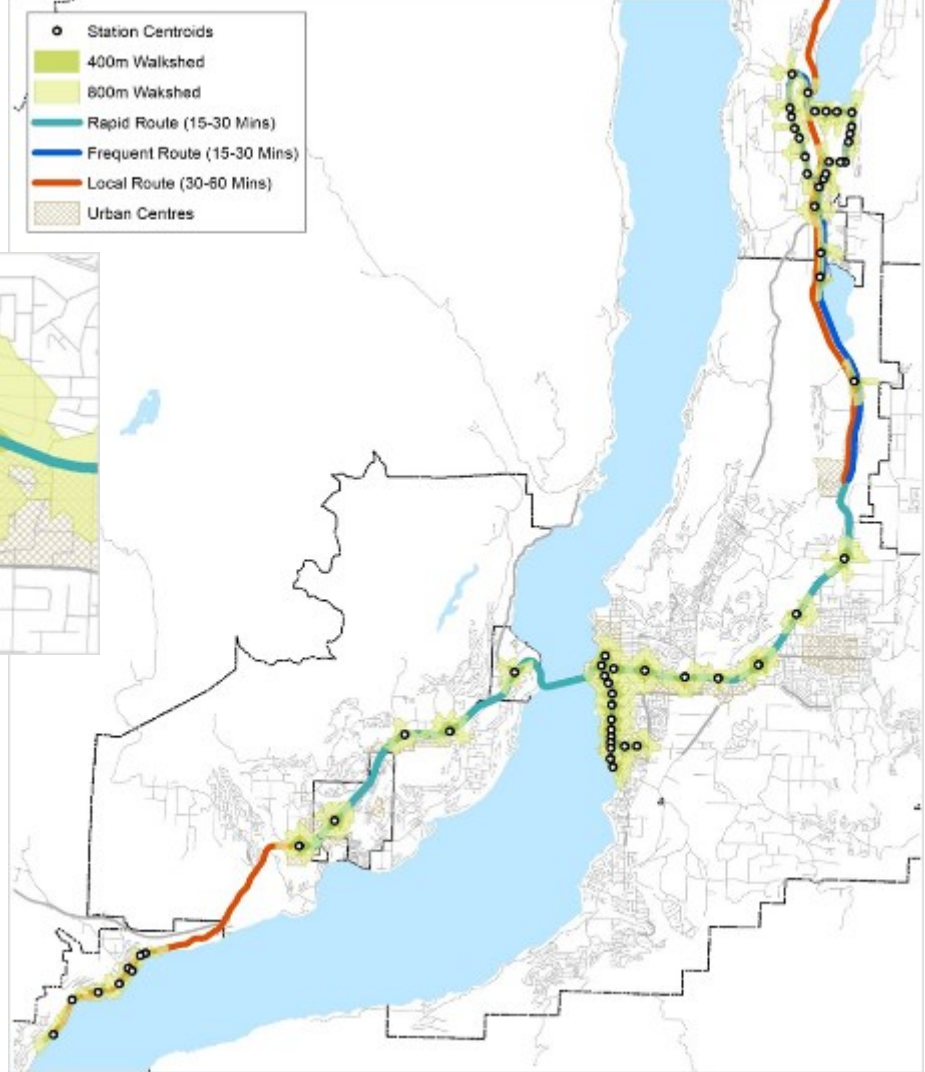 Station Centroids
400m Walkshed
800m Wakshed
Rapid Route (15-30 Mins)
Frequent Route (15-30 Mins)
Local Route (30-60 Mins)
Urban Centres